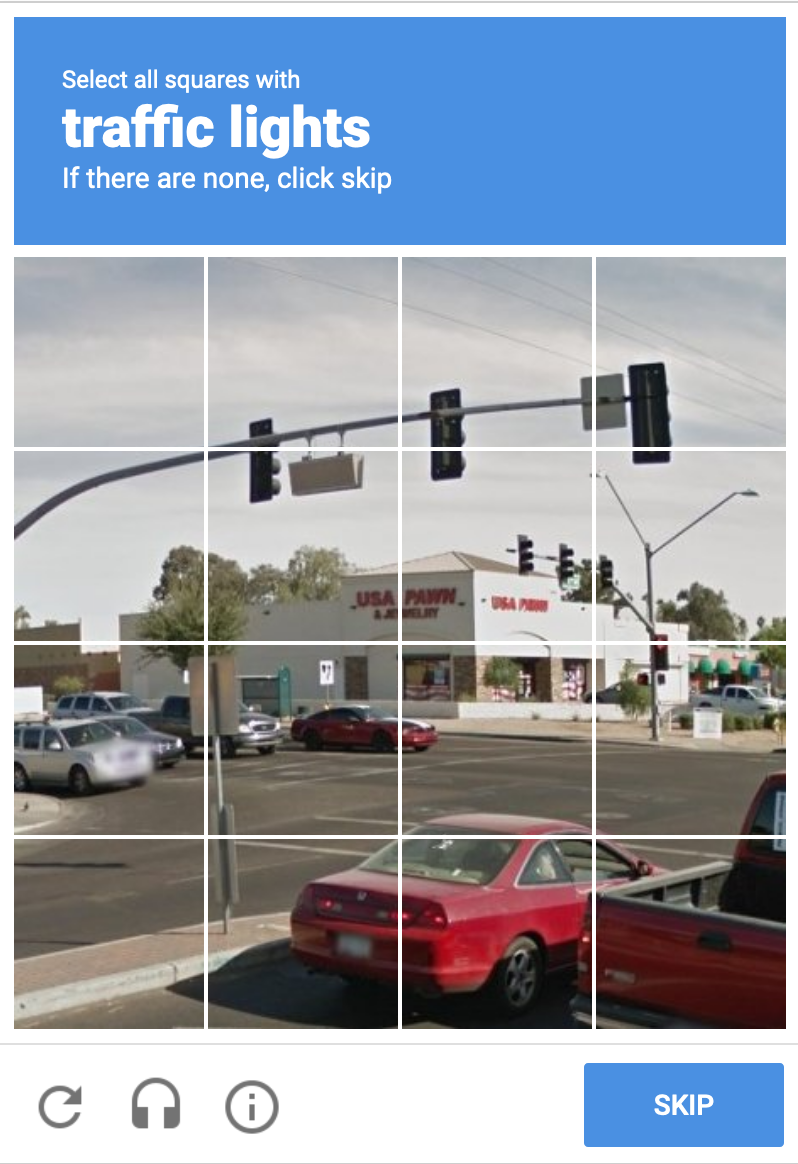 Select all squares with
traffic lights
If there are none, click skip
USA PAWN
& JEWELRY
USA PAWN
SKIP